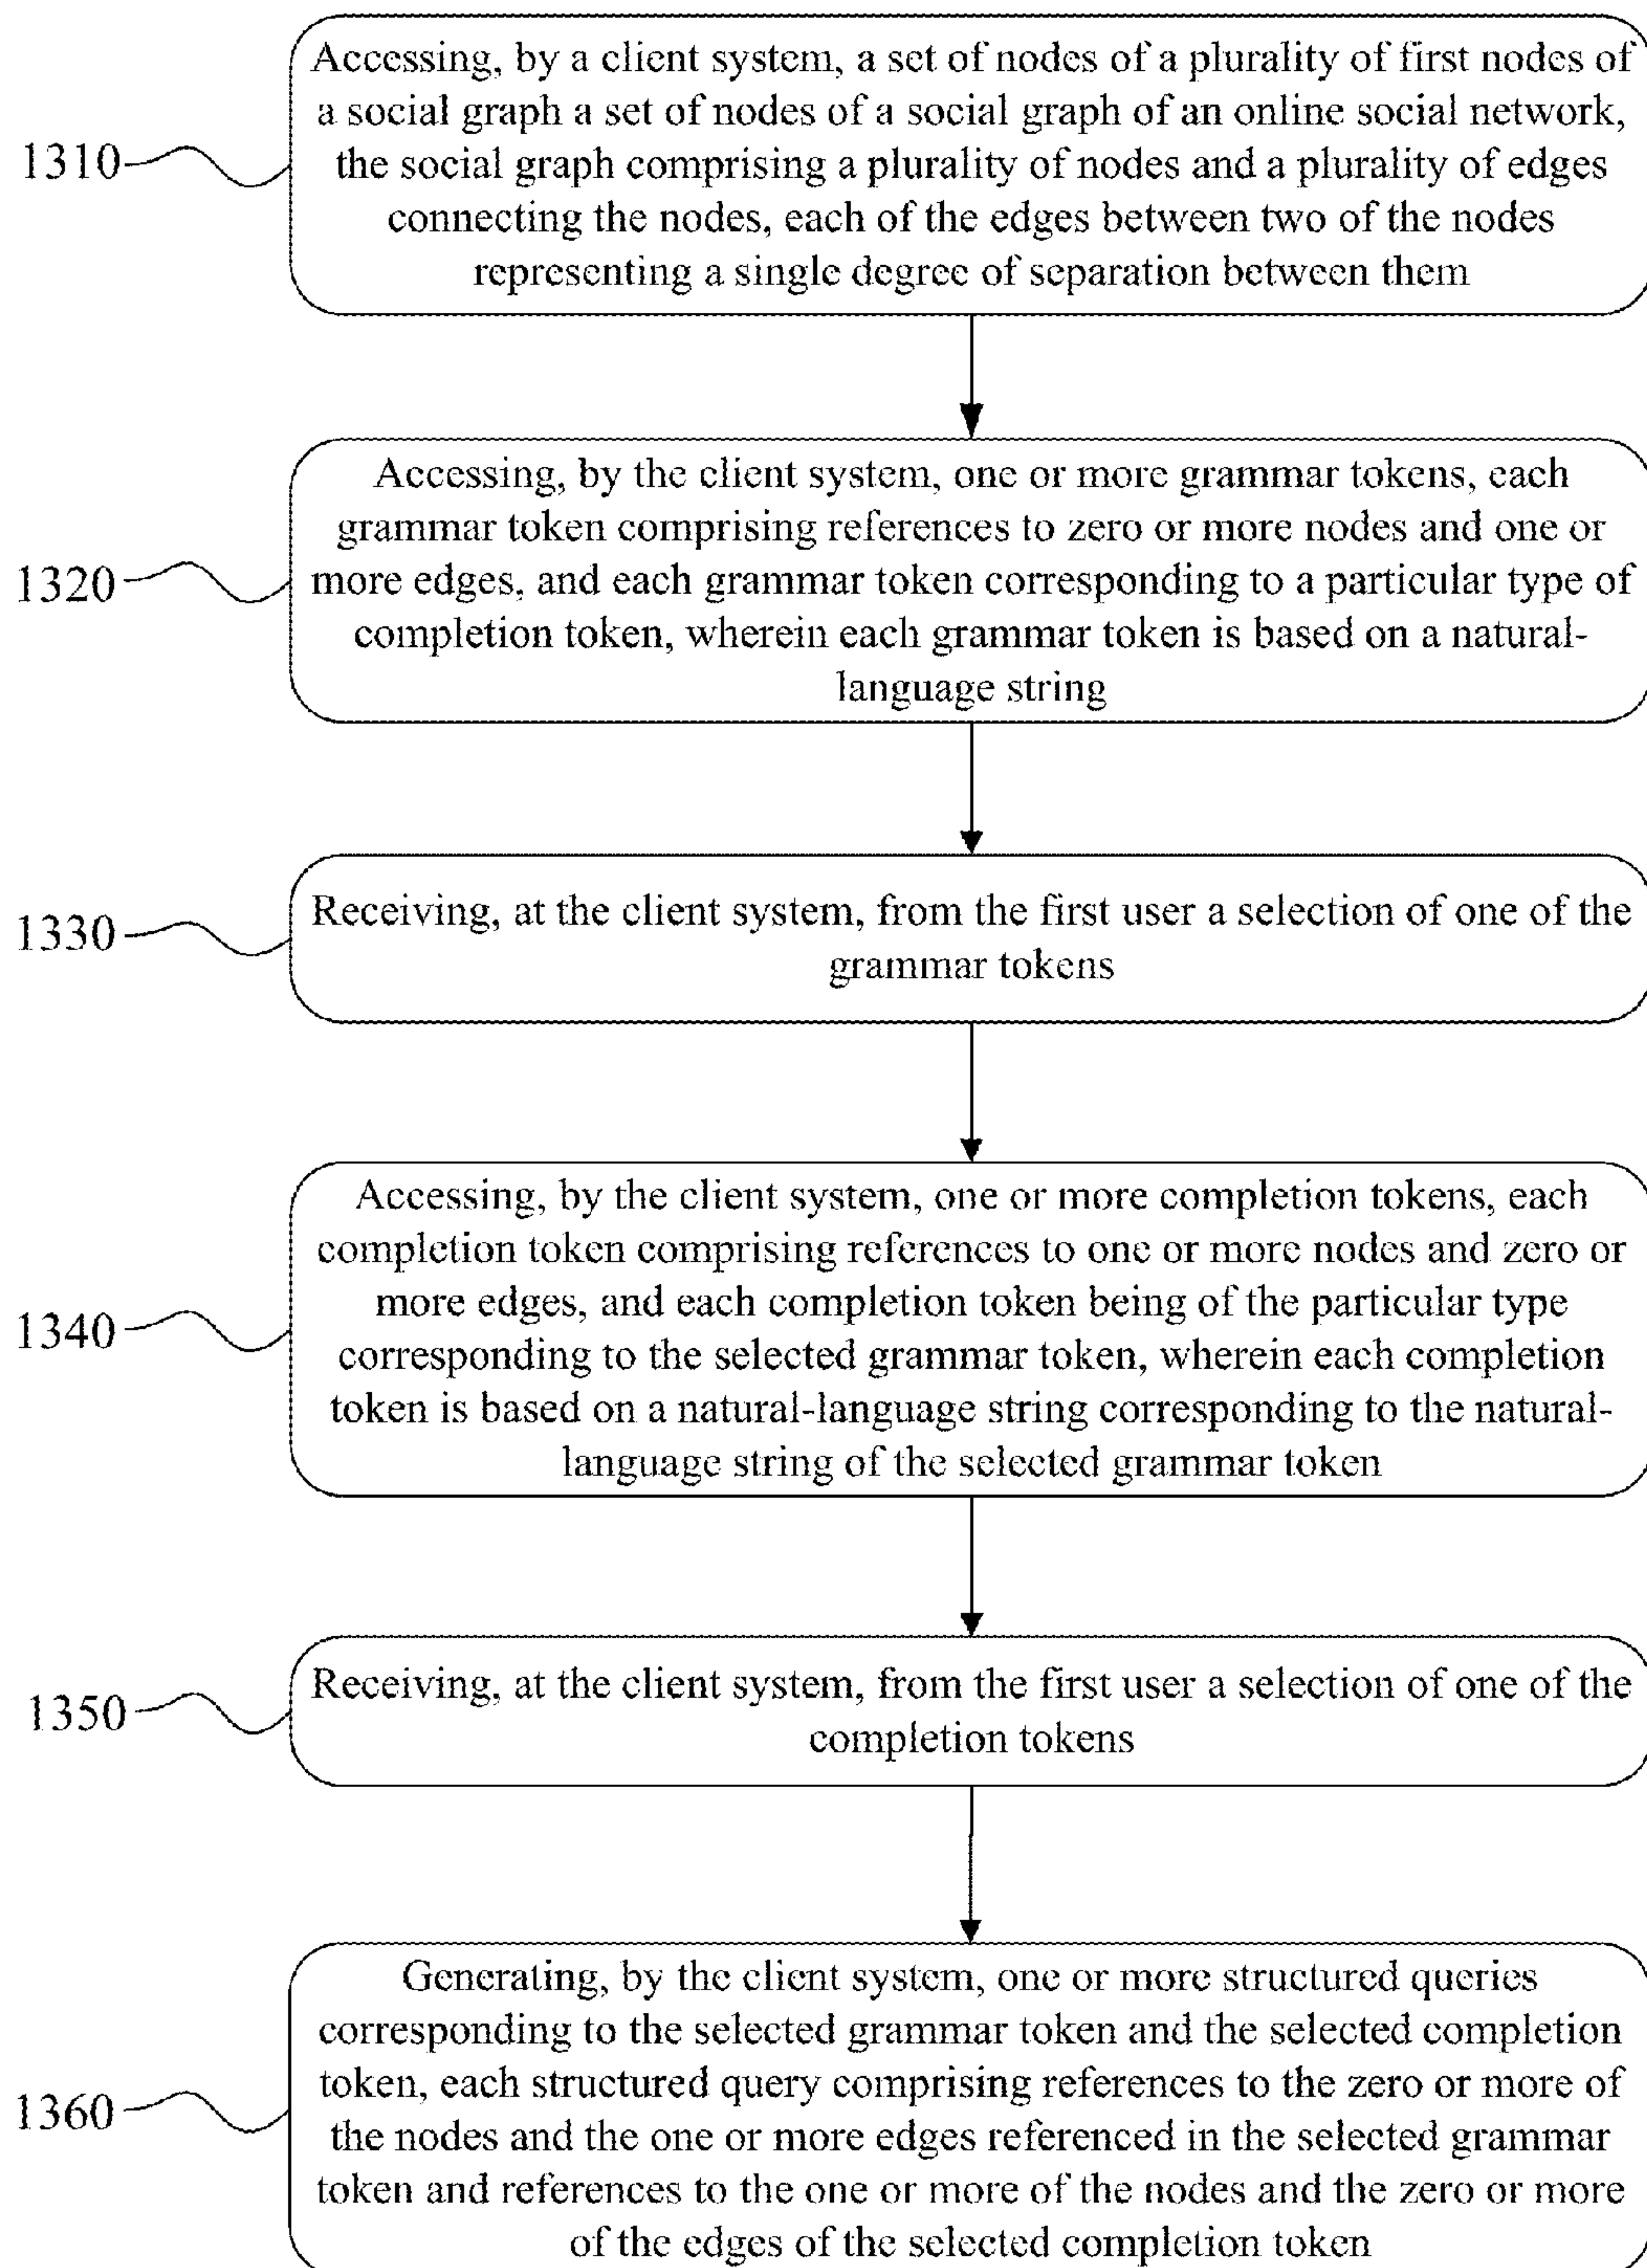 Accessing, by a client system, a set of nodes of a plurality of first nodes of
a social graph a set of nodes of a social graph of an online social network,
1310
the social graph comprising a plurality of nodes and a plurality of edges
connecting the nodes, each of the edges between two of the nodes
representing a single degree of separation between them
Accessing, by the client system, one or more grammar tokens, each
grammar token comprising references to zero or more nodes and one or
1320
more edges, and each grammar token corresponding to a particular type of
completion token, wherein each grammar token is based on a natural-
language string
1330
Receiving, at the client system, from the first user a selection of one of the
grammar tokens
Accessing, by the client system, one or more completion tokens, each
completion token comprising references to one or more nodes and zero or
more edges, and each completion token being of the particular type
1340
corresponding to the selected grammar token, wherein each completion
token is based on a natural-language string corresponding to the natural-
language string of the selected grammar token
1350
Receiving, at the client system, from the first user a selection of one of the
completion tokens
Generating, by the client system, one or more structured queries
corresponding to the selected grammar token and the selected completion
token, each structured query comprising references to the zero or more of
1360
the nodes and the one or more edges referenced in the selected grammar
token and references to the one or more of the nodes and the zero or more
of the edges of the selected completion token